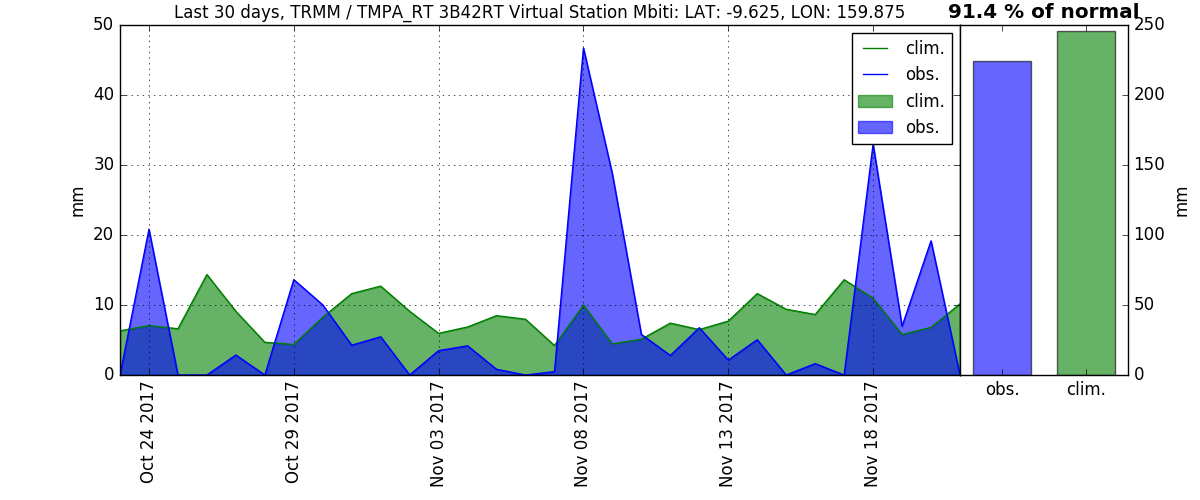 Last 30 days, TRMM / TMPA_RT 3B42RT Virtual Station Mbiti: LAT: -9.625, LON: 159.875
91.4 % of normal
50
40
30
20
10
0
mm
clim.
obs.
clim.
obs.
250
200
150
100
50
0
mm
obs.
clim.
Oct 24 2017
Oct 29 2017
Nov 03 2017
Nov 08 2017
Nov 13 2017
Nov 18 2017